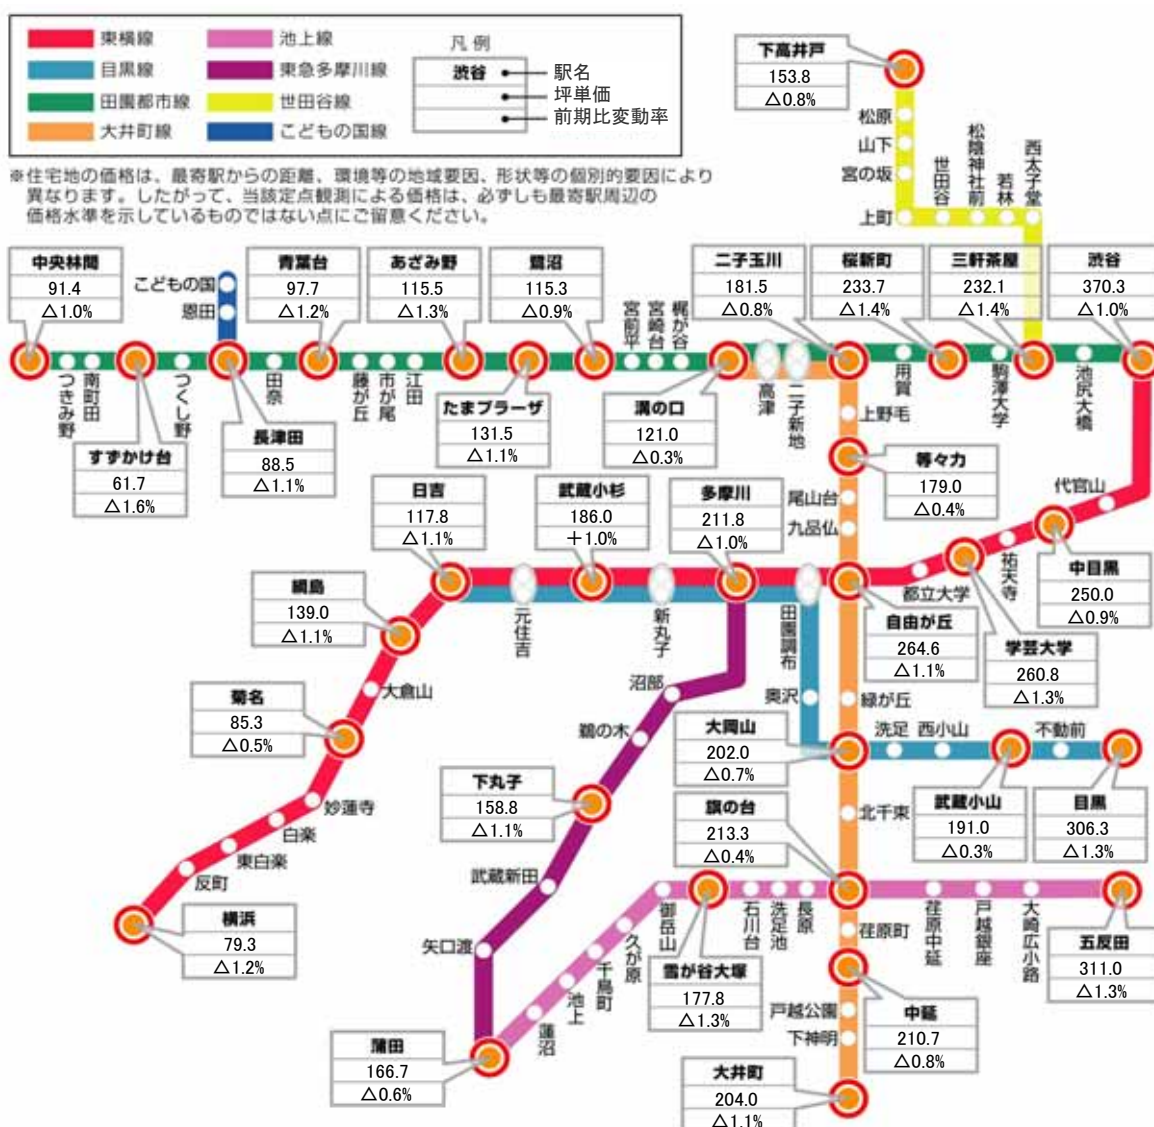 東横線
目黒線
田園都市線
大井町線
池上線
東急多摩川線
世田谷線
こどもの国線
凡例
渋谷
駅名
坪単価
前期比変動率
※住宅地の価格は、最寄駅からの距離、環境等の地域要因、形状等の個別的要因により
異なります。したがって、当該定点観測による価格は、必ずしも最寄駅周辺の
価格水準を示しているものではない点にご留意ください。
下高井戸
153.8
△0.8%
松原
山下
宮の坂
上町
世田谷
松陰神社前
若林
西太子堂
中央林間
91.4
△1.0%
こどもの国
恩田
青葉台
97.7
△1.2%
あざみ野
115.5
△1.3%
鷺沼
115.3
△0.9%
宮前平
宮崎台
梶が谷
二子玉川
181.5
△0.8%
桜新町
233.7
△1.4%
三軒茶屋
232.1
△1.4%
渋谷
370.3
△1.0%
つきみ野
南町田
つくし野
田奈
藤が丘
市が尾
江田
高津
二子新地
用賀
駒澤大学
池尻大橋
すずかけ台
61.7
△1.6%
長津田
88.5
△1.1%
たまプラーザ
131.5
△1.1%
溝の口
121.0
△0.3%
上野毛
等々力
179.0
△0.4%
尾山台
九品仏
代官山
日吉
117.8
△1.1%
武蔵小杉
186.0
＋1.0%
多摩川
211.8
△1.0%
中目黒
250.0
△0.9%
祐天寺
学芸大学
260.8
△1.3%
都立大学
自由が丘
264.6
△1.1%
田園調布
新丸子
元住吉
綱島
139.0
△1.1%
大倉山
菊名
85.3
△0.5%
妙蓮寺
白楽
東白楽
反町
横浜
79.3
△1.2%
沼部
鵜の木
下丸子
158.8
△1.1%
武蔵新田
矢口渡
蒲田
166.7
△0.6%
奥沢
緑が丘
大岡山
202.0
△0.7%
洗足
西小山
武蔵小山
191.0
△0.3%
不動前
目黒
306.3
△1.3%
北千束
旗の台
213.3
△0.4%
蓮沼
池上
千鳥町
久が原
御岳山
雪が谷大塚
177.8
△1.3%
石川台
洗足池
長原
荏原中延
戸越銀座
大崎広小路
五反田
311.0
△1.3%
荏原町
中延
210.7
△0.8%
戸越公園
下神明
大井町
204.0
△1.1%